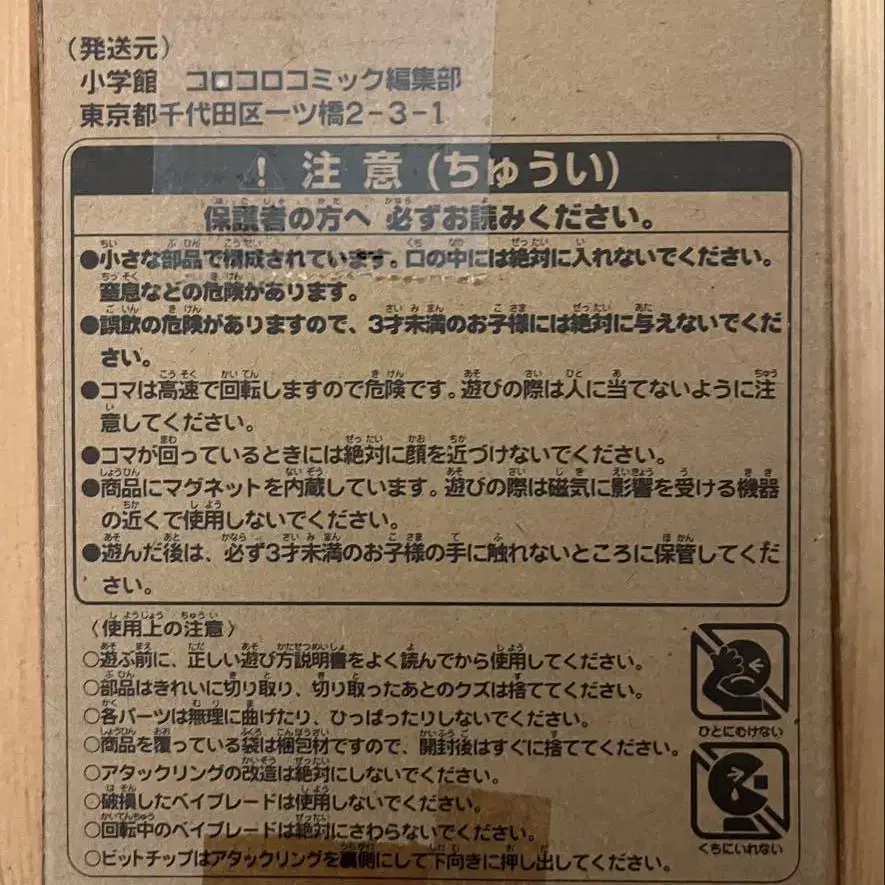 （発送元）
小学館　コロコロコミック編集部
東京都千代田区一ツ橋2-3-1
！ 注意（ちゅうい）
保護者の方へ 必ずお読みください。
●小さな部品で構成されています。口の中には絶対に入れないでください。
窒息などの危険があります。
●誤飲の危険がありますので、3才未満のお子様には絶対に与えないでくだ
さい。
●コマは高速で回転しますので危険です。遊びの際は人に当てないように注
意してください。
●コマが回っているときには絶対に顔を近づけないでください。
●商品にマグネットを内蔵しています。遊びの際は磁気に影響を受ける機器
の近くで使用しないでください。
●遊んだ後は、必ず3才未満のお子様の手に触れないところに保管してくだ
さい。
〈使用上の注意〉
○遊ぶ前に、正しい遊び方説明書をよく読んでから使用してください。
○部品はきれいに切り取り、切り取ったあとのクズは捨ててください。
○各パーツは無理に曲げたり、ひっぱったりしないでください。
○商品を覆っている袋は梱包材ですので、開封後はすぐに捨ててください。
○アタックリングの改造は絶対にしないでください。
○破損したベイブレードは使用しないでください。
○回転中のベイブレードは絶対にさわらないでください。
○ビットチップはアタックリングを裏側にして下向きに押し出してください。
ひとにむけない
くちにいれない